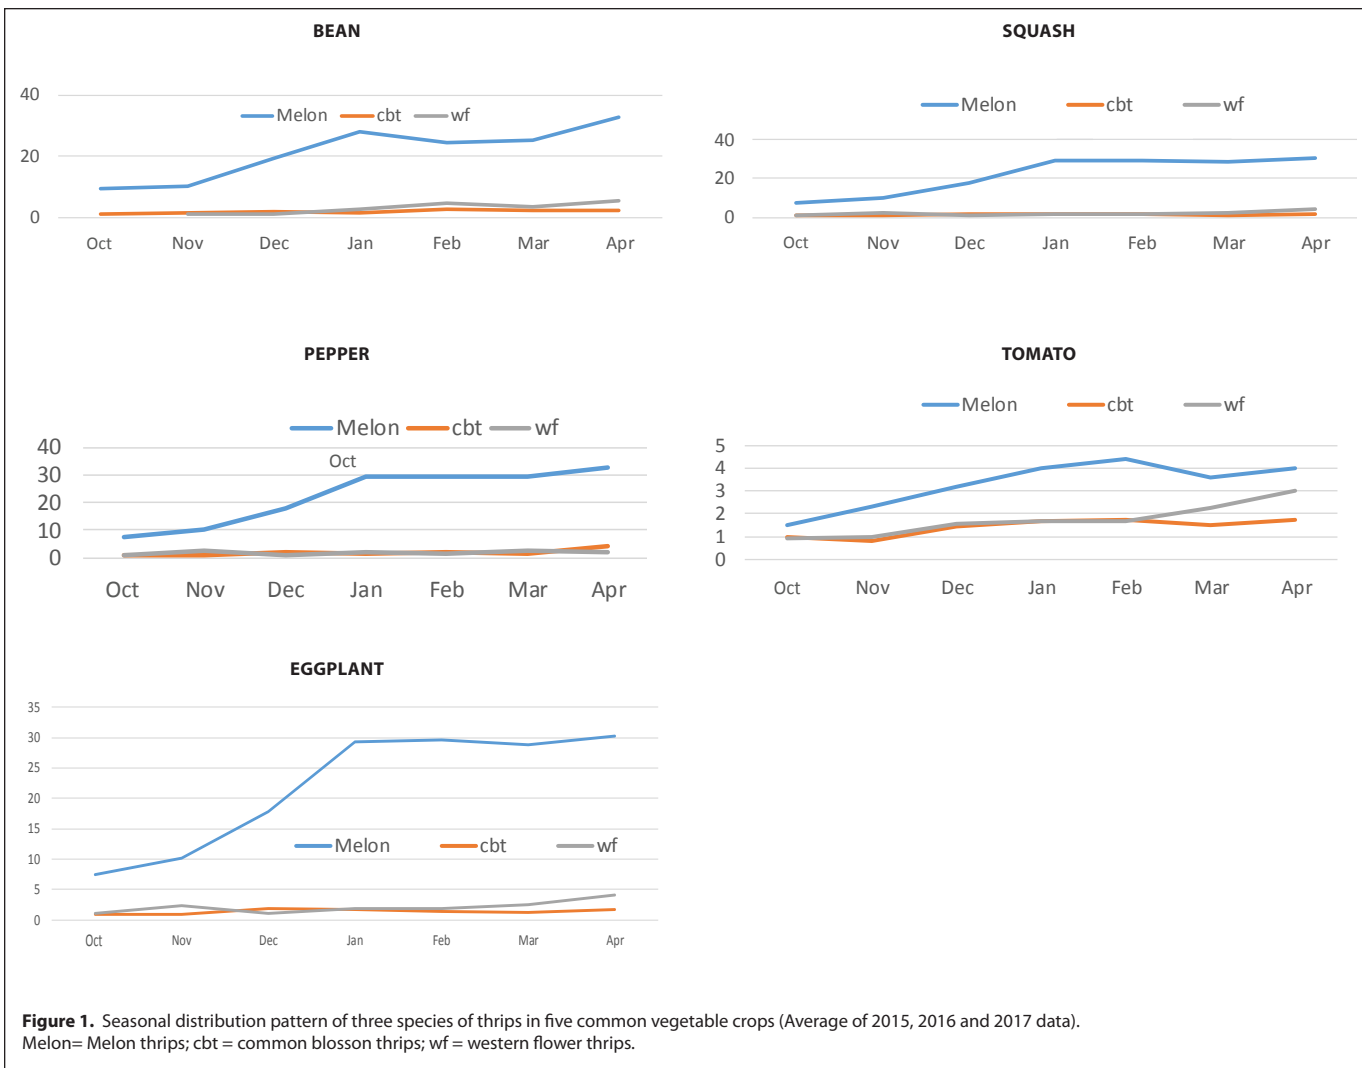 BEAN
40
20
0
Melon cbt wf
Oct Nov Dec Jan Feb Mar Apr
SQUASH
Melon cbt wf
40
20
0
Oct Nov Dec Jan Feb Mar Apr
PEPPER
Melon cbt wf
40
30
20
10
0
Oct
Oct Nov Dec Jan Feb Mar Apr
TOMATO
Melon cbt wf
5
4
3
2
1
0
Oct Nov Dec Jan Feb Mar Apr
EGGPLANT
35
30
25
20
15
10
5
0
Melon cbt wf
Oct Nov Dec Jan Feb Mar Apr
Figure 1. Seasonal distribution pattern of three species of thrips in five common vegetable crops (Average of 2015, 2016 and 2017 data).
Melon= Melon thrips; cbt = common blosson thrips; wf = western flower thrips.